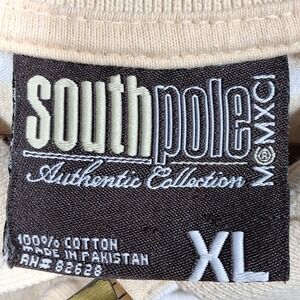 southpole
MCMXCI ®
Authentic Collection
100% COTTON
MADE IN PAKISTAN
RN# 82628
XL